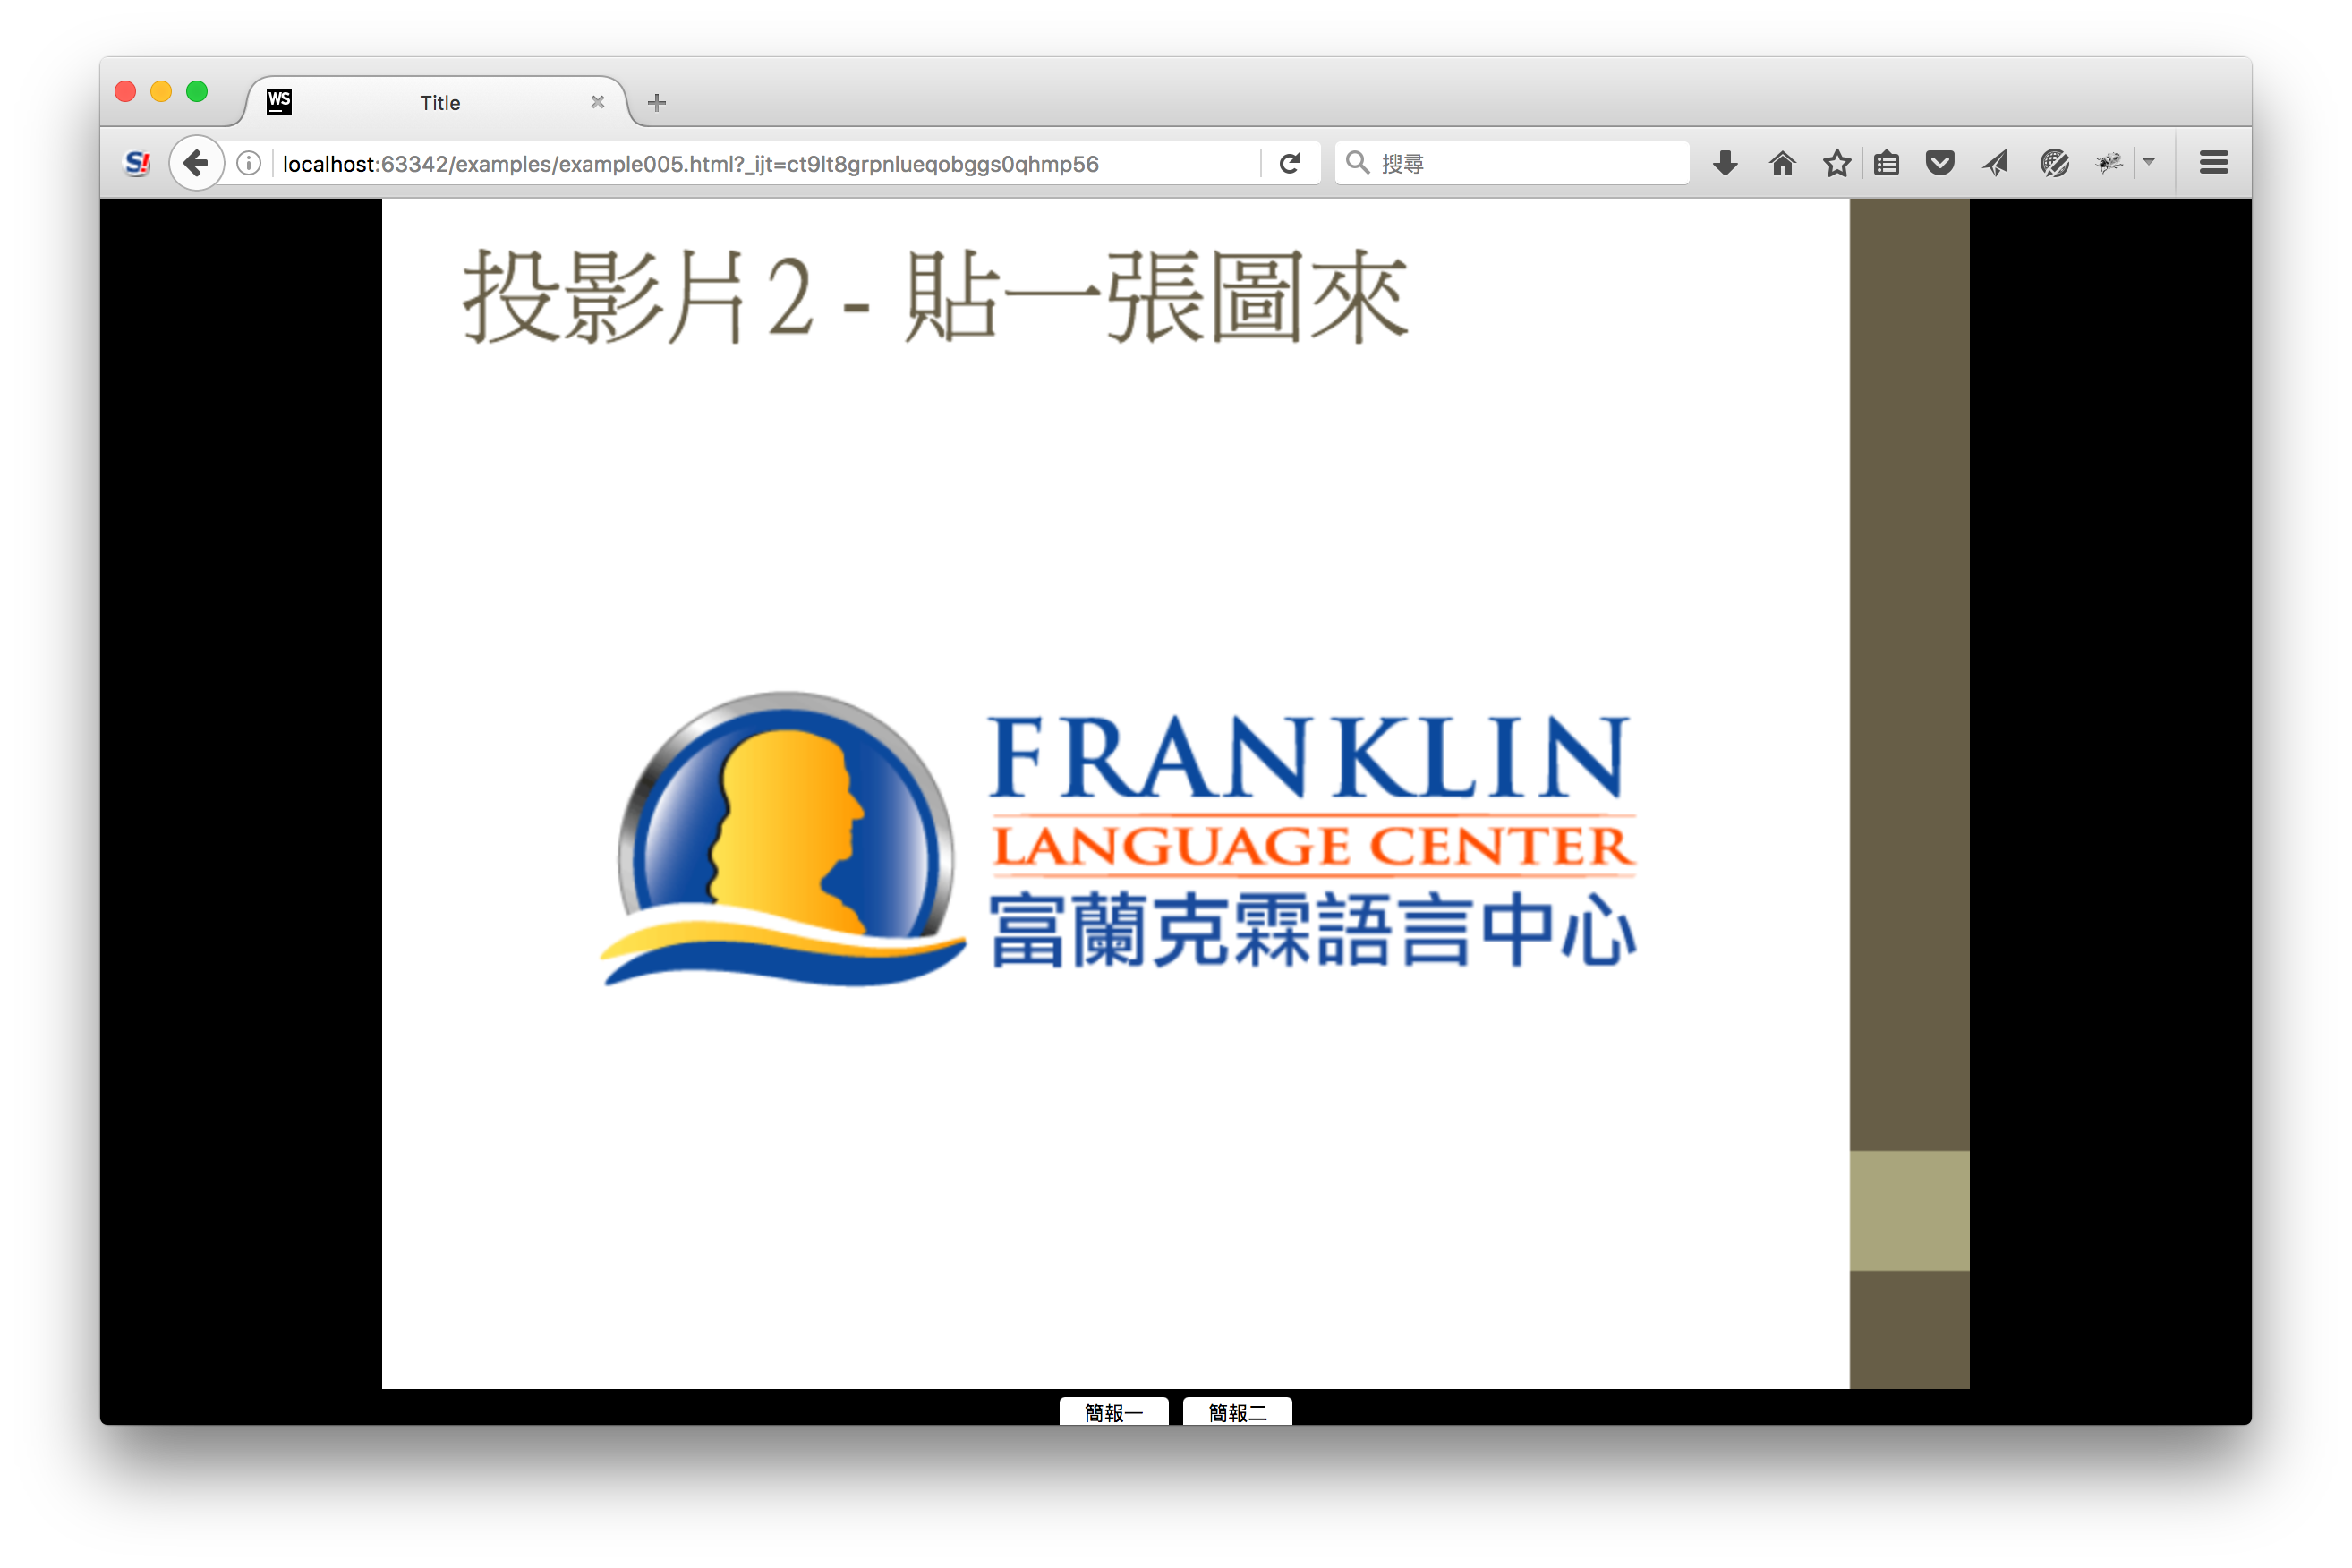 WS
Title
S!
localhost:63342/examples/example005.html?_ijt=ct9lt8grpnlueqobggs0qhmp56
搜尋
投影片2 - 貼一張圖來
FRANKLIN
LANGUAGE CENTER
富蘭克霖語言中心
簡報一
簡報二